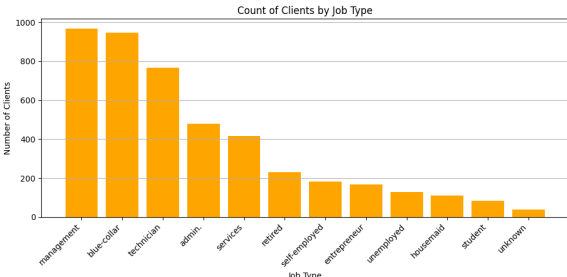 Count of Clients by Job Type
Number of Clients
1000
800
600
400
200
0
management
blue-collar
technician
admin.
services
retired
self-employed
entrepreneur
unemployed
housemaid
student
unknown
Job Type